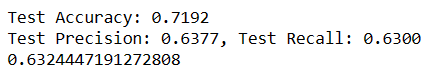 Test Accuracy: 0.7192
Test Precision: 0.6377, Test Recall: 0.6300
0.6324447191272808